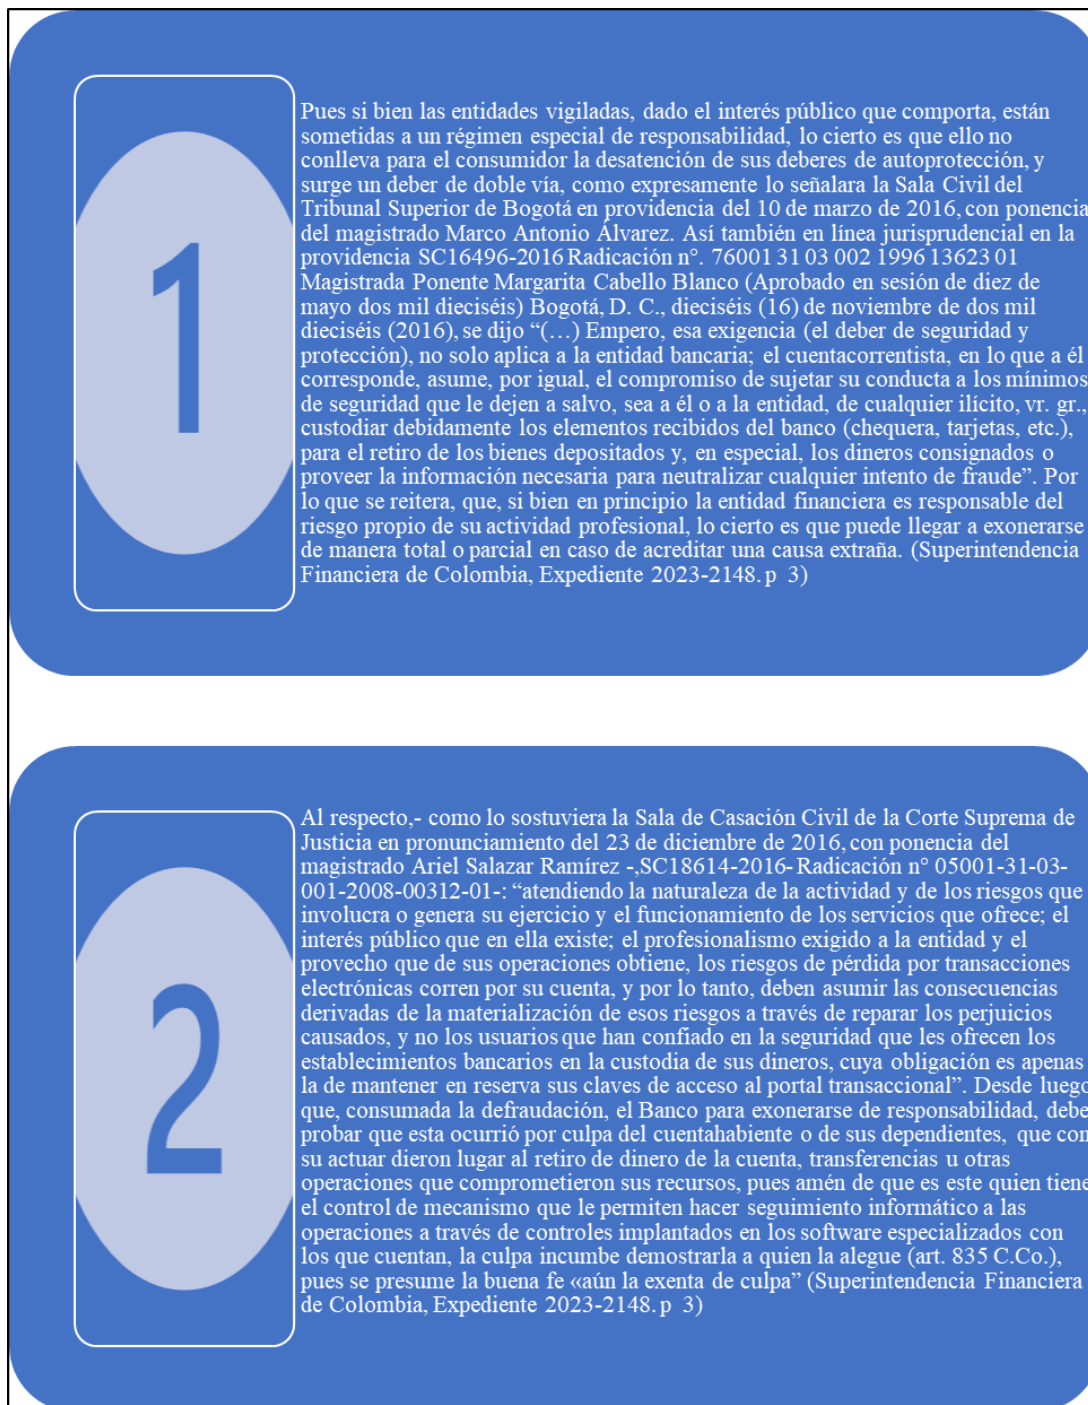 1
Pues si bien las entidades vigiladas, dado el interés público que comporta, están
sometidas a un régimen especial de responsabilidad, lo cierto es que ello no
conlleva para el consumidor la desatención de sus deberes de autoprotección, y
surge un deber de doble vía, como expresamente lo señalara la Sala Civil del
Tribunal Superior de Bogotá en providencia del 10 de marzo de 2016, con ponencia
del magistrado Marco Antonio Álvarez. Así también en línea jurisprudencial en la
providencia SC16496-2016 Radicación n°. 76001 31 03 002 1996 13623 01
Magistrada Ponente Margarita Cabello Blanco (Aprobado en sesión de diez de
mayo dos mil dieciséis) Bogotá, D. C., dieciséis (16) de noviembre de dos mil
dieciséis (2016), se dijo “(…) Empero, esa exigencia (el deber de seguridad y
protección), no solo aplica a la entidad bancaria; el cuentacorrentista, en lo que a él
corresponde, asume, por igual, el compromiso de sujetar su conducta a los mínimos
de seguridad que le dejen a salvo, sea a él o a la entidad, de cualquier ilícito, vr. gr.,
custodiar debidamente los elementos recibidos del banco (chequera, tarjetas, etc.),
para el retiro de los bienes depositados y, en especial, los dineros consignados o
proveer la información necesaria para neutralizar cualquier intento de fraude”. Por
lo que se reitera, que, si bien en principio la entidad financiera es responsable del
riesgo propio de su actividad profesional, lo cierto es que puede llegar a exonerarse
de manera total o parcial en caso de acreditar una causa extraña. (Superintendencia
Financiera de Colombia, Expediente 2023-2148. p 3)
2
Al respecto,- como lo sostuviera la Sala de Casación Civil de la Corte Suprema de
Justicia en pronunciamiento del 23 de diciembre de 2016, con ponencia del
magistrado Ariel Salazar Ramírez -,SC18614-2016- Radicación n° 05001-31-03-
001-2008-00312-01-: “atendiendo la naturaleza de la actividad y de los riesgos que
involucra o genera su ejercicio y el funcionamiento de los servicios que ofrece; el
interés público que en ella existe; el profesionalismo exigido a la entidad y el
provecho que de sus operaciones obtiene, los riesgos de pérdida por transacciones
electrónicas corren por su cuenta, y por lo tanto, deben asumir las consecuencias
derivadas de la materialización de esos riesgos a través de reparar los perjuicios
causados, y no los usuarios que han confiado en la seguridad que les ofrecen los
establecimientos bancarios en la custodia de sus dineros, cuya obligación es apenas
la de mantener en reserva sus claves de acceso al portal transaccional”. Desde luego
que, consumada la defraudación, el Banco para exonerarse de responsabilidad, debe
probar que esta ocurrió por culpa del cuentahabiente o de sus dependientes, que con
su actuar dieron lugar al retiro de dinero de la cuenta, transferencias u otras
operaciones que comprometieron sus recursos, pues amén de que es este quien tiene
el control de mecanismo que le permiten hacer seguimiento informático a las
operaciones a través de controles implantados en los software especializados con
los que cuentan, la culpa incumbe demostrarla a quien la alegue (art. 835 C.Co.),
pues se presume la buena fe «aún la exenta de culpa” (Superintendencia Financiera
de Colombia, Expediente 2023-2148. p 3)